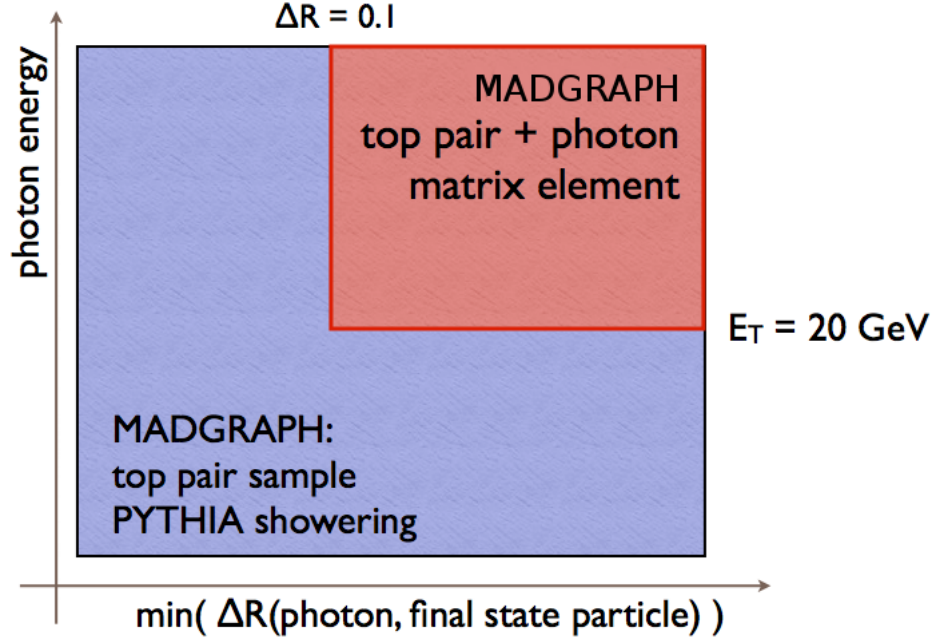 ΔR = 0.1
photon energy
MADGRAPH
top pair + photon
matrix element
E_T = 20 GeV
MADGRAPH:
top pair sample
PYTHIA showering
min( ΔR(photon, final state particle) )